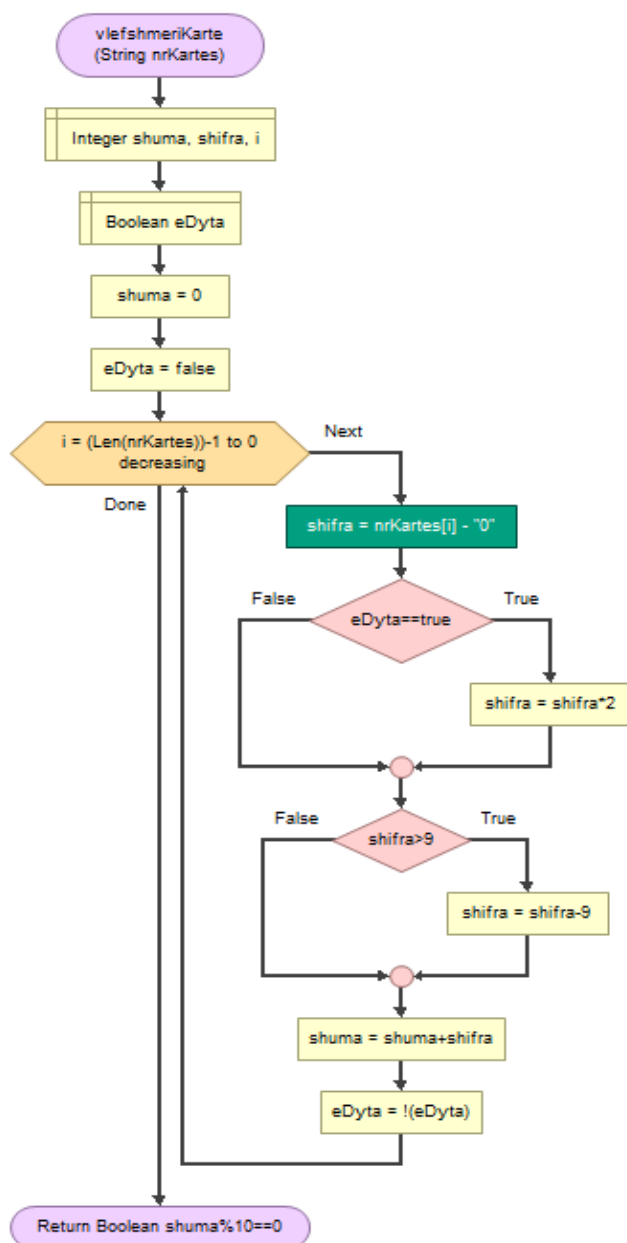 vlefshmeriKarte
(String nrKartes)
Integer shuma, shifra, i
Boolean eDyta
shuma = 0
eDyta = false
i = (Len(nrKartes))-1 to 0
decreasing
Next
Done
shifra = nrKartes[i] - "0"
False
True
eDyta==true
shifra = shifra*2
False
True
shifra>9
shifra = shifra-9
shuma = shuma+shifra
eDyta = !(eDyta)
Return Boolean shuma%10==0